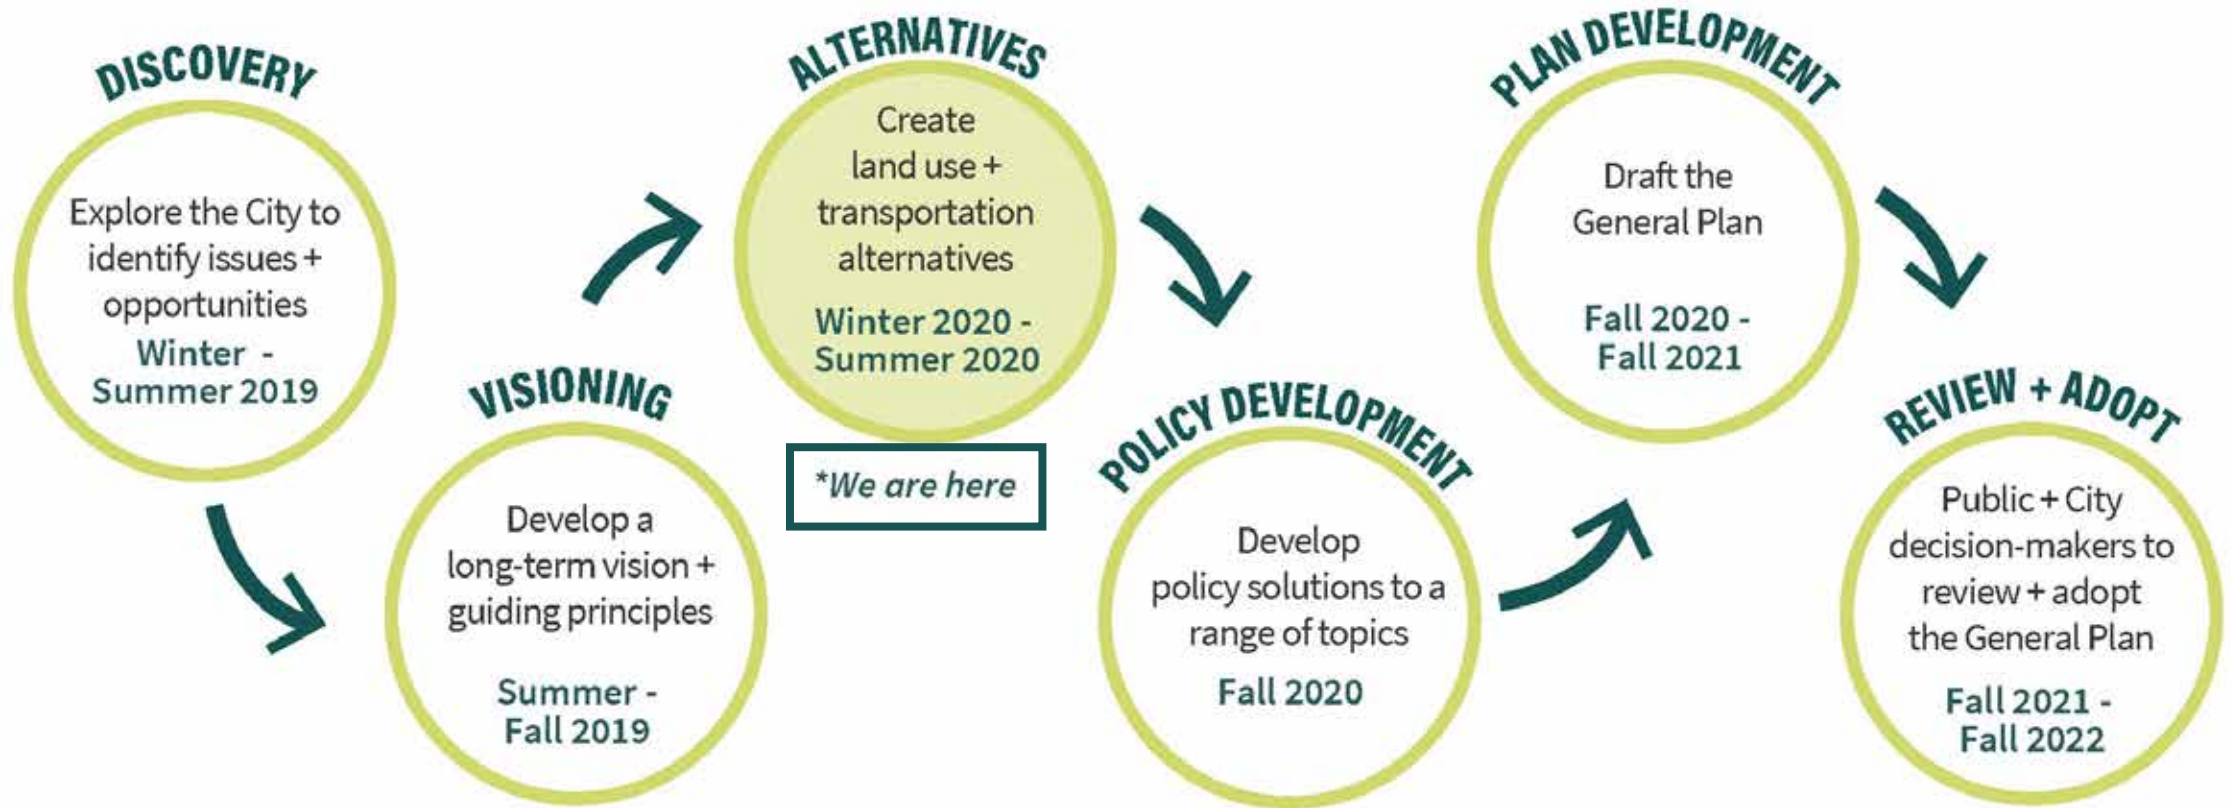 DISCOVERY
Explore the City to
identify issues +
opportunities
Winter -
Summer 2019
VISIONING
Develop a
long-term vision +
guiding principles
Summer -
Fall 2019
ALTERNATIVES
Create
land use +
transportation
alternatives
Winter 2020 -
Summer 2020
*We are here
POLICY DEVELOPMENT
Develop
policy solutions to a
range of topics
Fall 2020
PLAN DEVELOPMENT
Draft the
General Plan
Fall 2020 -
Fall 2021
REVIEW + ADOPT
Public + City
decision-makers to
review + adopt
the General Plan
Fall 2021 -
Fall 2022